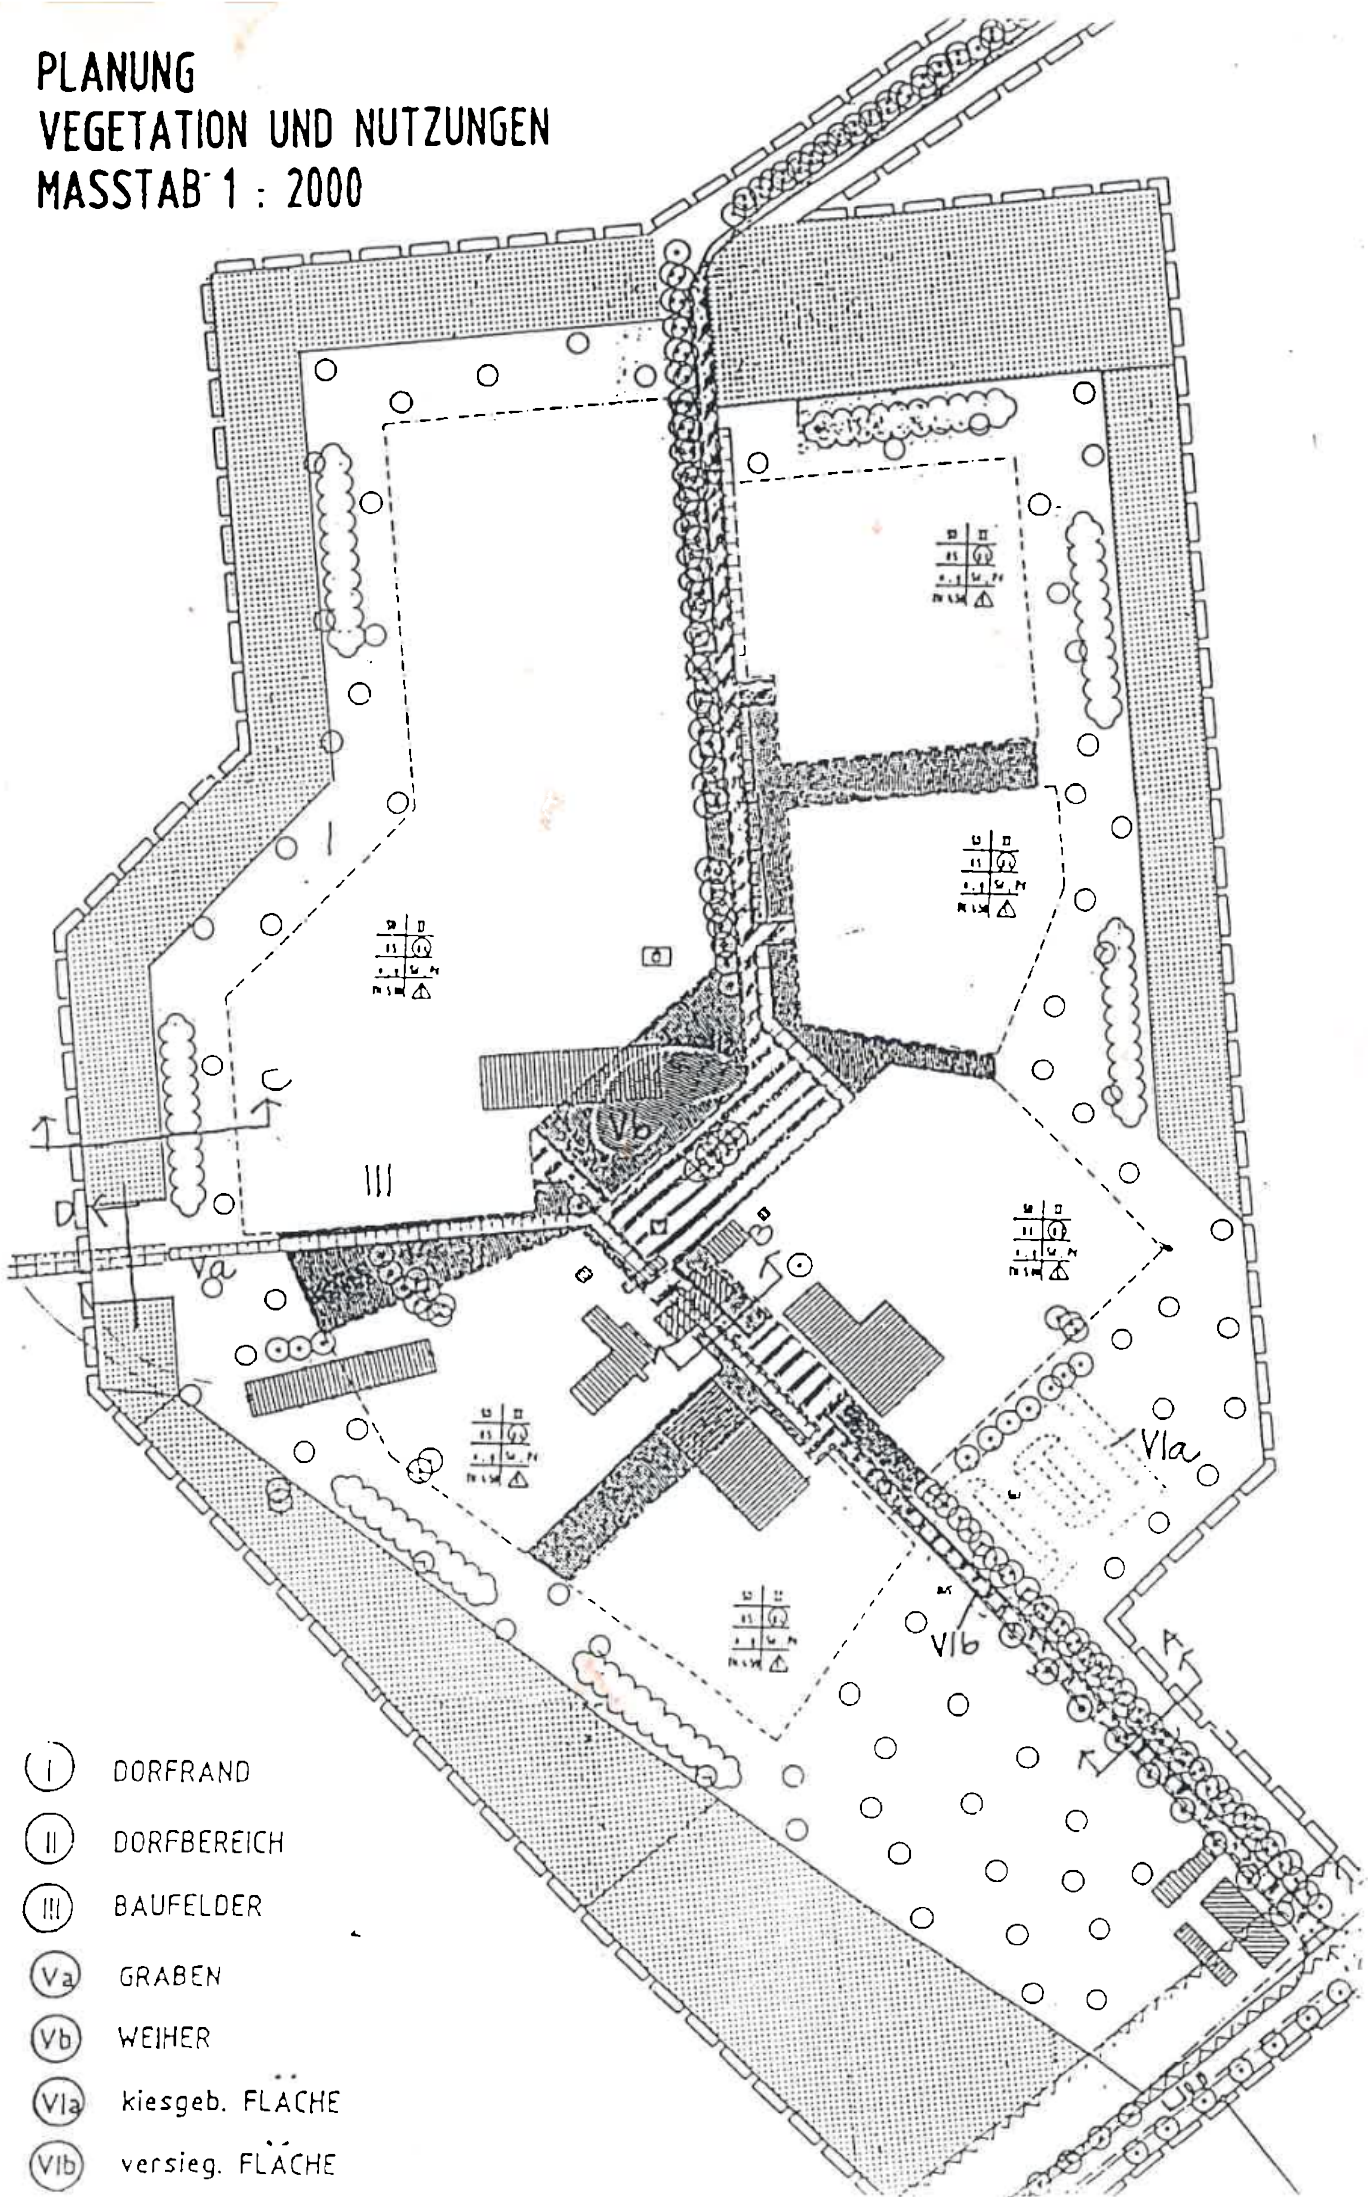 PLANUNG
VEGETATION UND NUTZUNGEN
MASSTAB 1 : 2000
I
C
Vb
III
D
Va
VIa
VIb
A
I DORFRAND
II DORFBEREICH
III BAUFELDER
Va GRABEN
Vb WEIHER
VIa kiesgeb. FLÄCHE
VIb versieg. FLÄCHE